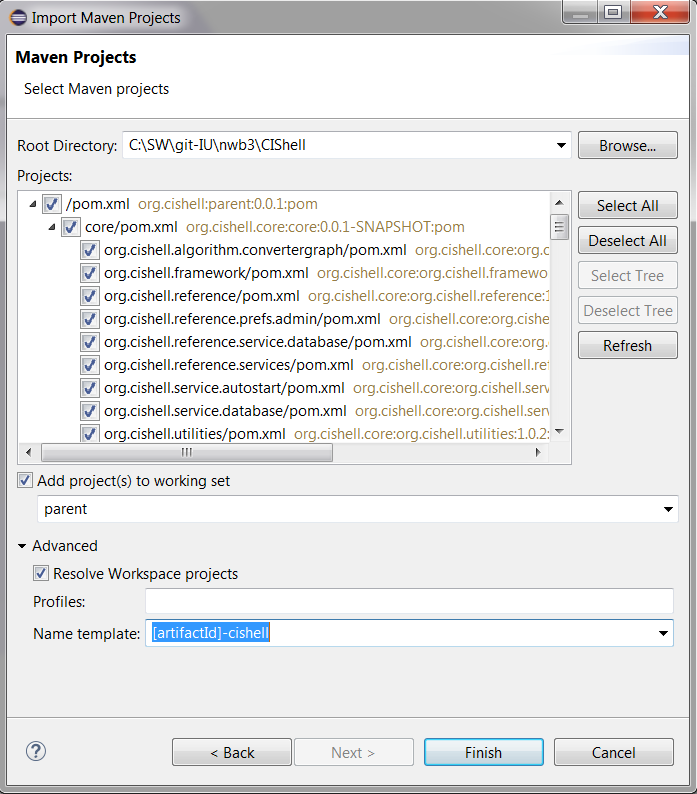 Import Maven Projects
Maven Projects
Select Maven projects
Root Directory: C:\SW\git-IU\nwb3\CIShell Browse...
Projects:
/pom.xml org.cishell:parent:0.0.1:pom Select All
core/pom.xml org.cishell.core:core:0.0.1-SNAPSHOT:pom
org.cishell.algorithm.convertergraph/pom.xml org.cishell.core:org.c Deselect All
org.cishell.framework/pom.xml org.cishell.core:org.cishell.framewo Select Tree
org.cishell.reference/pom.xml org.cishell.core:org.cishell.reference:1
org.cishell.reference.prefs.admin/pom.xml org.cishell.core:org.cishe Deselect Tree
org.cishell.reference.service.database/pom.xml org.cishell.core:org. Refresh
org.cishell.reference.services/pom.xml org.cishell.core:org.cishell.ref
org.cishell.service.autostart/pom.xml org.cishell.core:org.cishell.serv
org.cishell.service.database/pom.xml org.cishell.core:org.cishell.serv
org.cishell.utilities/pom.xml org.cishell.core:org.cishell.utilities:1.0.2:
Add project(s) to working set
parent
Advanced
Resolve Workspace projects
Profiles:
Name template: [artifactId]-cishell
? < Back Next > Finish Cancel